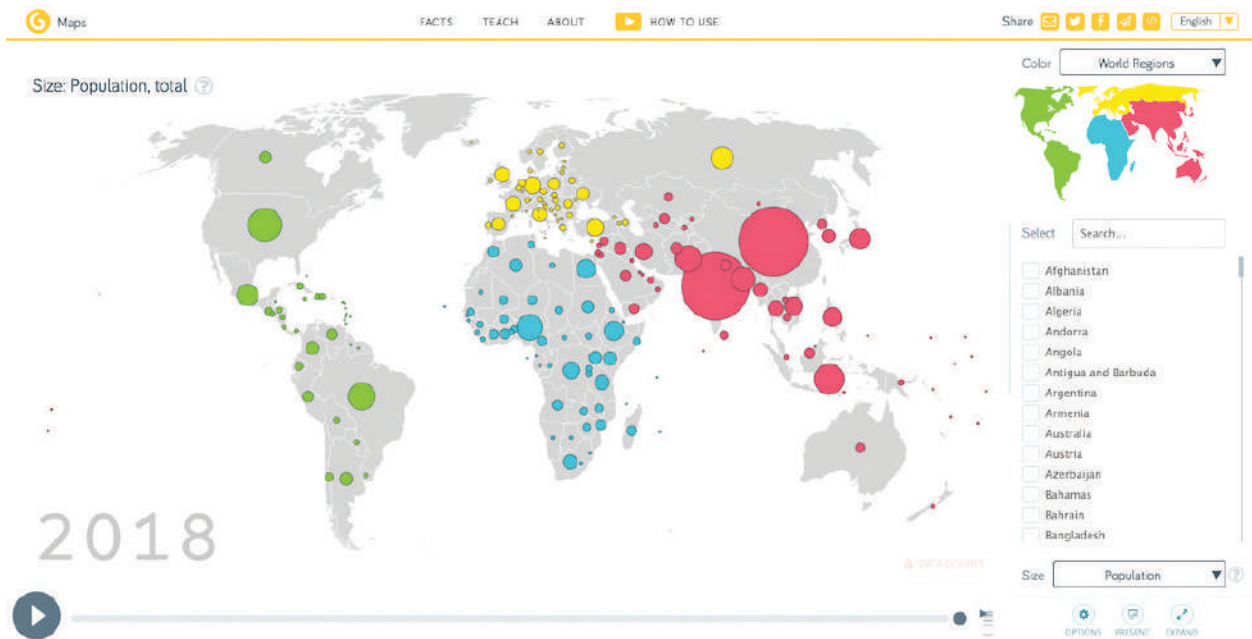 Maps FACTS TEACH ABOUT HOW TO USE Share English ▼
Size: Population, total ?
2018
DATA DOUBTS
Color World Regions ▼
Select Search...
Afghanistan
Albania
Algeria
Andorra
Angola
Antigua and Barbuda
Argentina
Armenia
Australia
Austria
Azerbaijan
Bahamas
Bahrain
Bangladesh
Size Population ▼ ?
OPTIONS PRESENT EXPAND